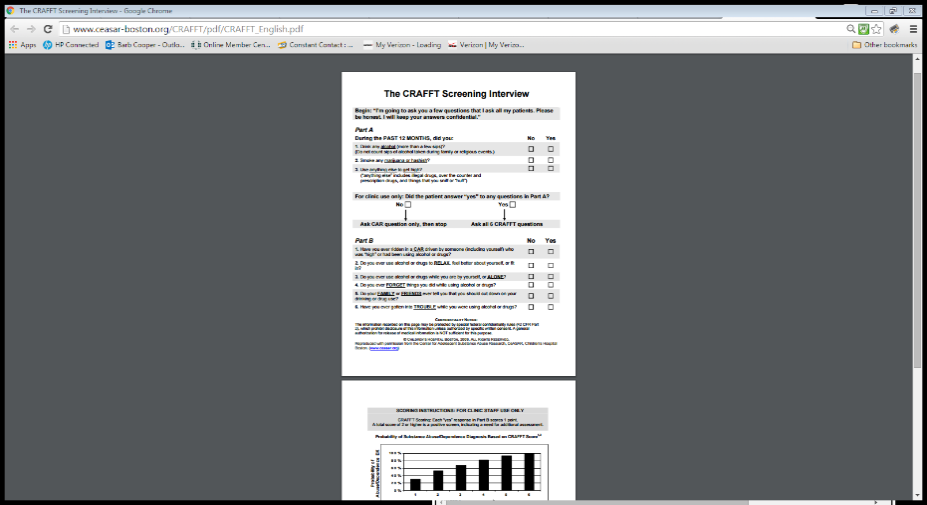 The CRAFFT Screening Interview - Google Chrome
www.ceasar-boston.org/CRAFFT/pdf/CRAFFT_English.pdf
Apps HP Connected Barb Cooper - Outlo... Online Member Cen... Constant Contact : ... My Verizon - Loading Verizon | My Verizo... Other bookmarks
The CRAFFT Screening Interview
Begin: "I'm going to ask you a few questions that I ask all my patients. Please
be honest. I will keep your answers confidential."
Part A
During the PAST 12 MONTHS, did you: No Yes
1. Drink any alcohol (more than a few sips)?
(Do not count sips of alcohol taken during family or religious events.)
2. Smoke any marijuana or hashish?
3. Use anything else to get high?
("anything else" includes illegal drugs, over the counter and
prescription drugs, and things that you sniff or "huff")
For clinic use only: Did the patient answer "yes" to any questions in Part A?
No Yes
Ask CAR question only, then stop Ask all 6 CRAFFT questions
Part B No Yes
1. Have you ever ridden in a CAR driven by someone (including yourself) who
was "high" or had been using alcohol or drugs?
2. Do you ever use alcohol or drugs to RELAX, feel better about yourself, or fit
in?
3. Do you ever use alcohol or drugs while you are by yourself, or ALONE?
4. Do you ever FORGET things you did while using alcohol or drugs?
5. Do your FAMILY or FRIENDS ever tell you that you should cut down on your
drinking or drug use?
6. Have you ever gotten into TROUBLE while you were using alcohol or drugs?
CONFIDENTIALITY NOTICE:
The information recorded on this page may be protected by special federal confidentiality rules (42 CFR Part
2), which prohibit disclosure of this information unless authorized by specific written consent. A general
authorization for release of medical information is NOT sufficient for this purpose.
© CHILDREN'S HOSPITAL BOSTON, 2009. ALL RIGHTS RESERVED.
Reproduced with permission from the Center for Adolescent Substance Abuse Research, CeASAR, Children's Hospital
Boston. (www.ceasar.org)
SCORING INSTRUCTIONS: FOR CLINIC STAFF USE ONLY
CRAFFT Scoring: Each "yes" response in Part B scores 1 point.
A total score of 2 or higher is a positive screen, indicating a need for additional assessment.
Probability of Substance Abuse/Dependence Diagnosis Based on CRAFFT Score
Probability of
Abuse/Dependence DX
100%
80%
60%
40%
20%
0%
1 2 3 4 5 6